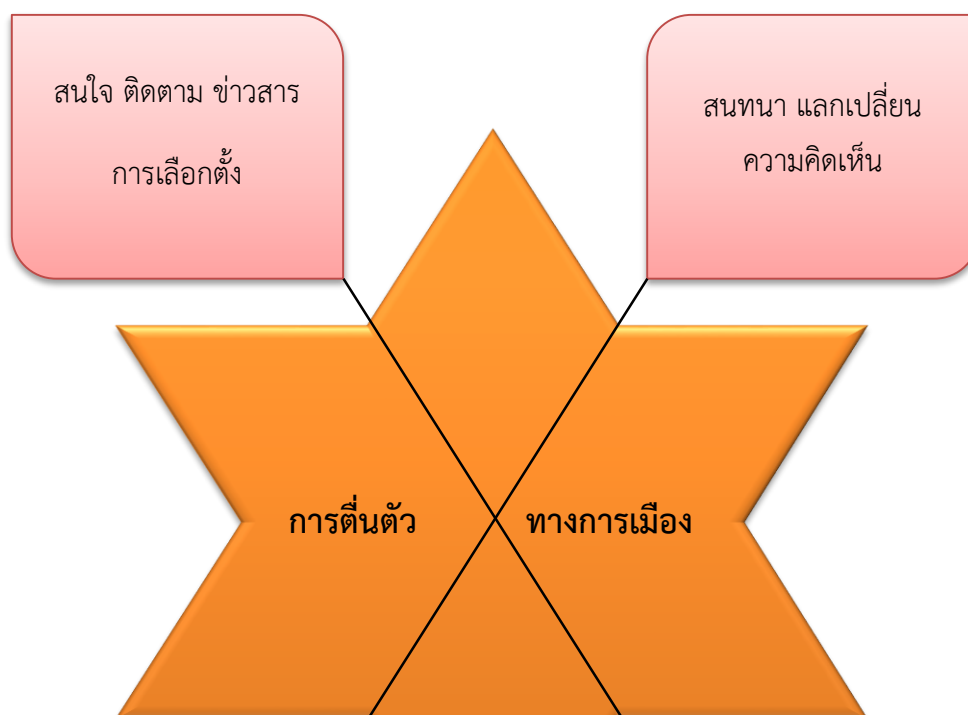 สนใจ ติดตาม ข่าวสาร
การเลือกตั้ง
สนทนา แลกเปลี่ยน
ความคิดเห็น
การตื่นตัว
ทางการเมือง